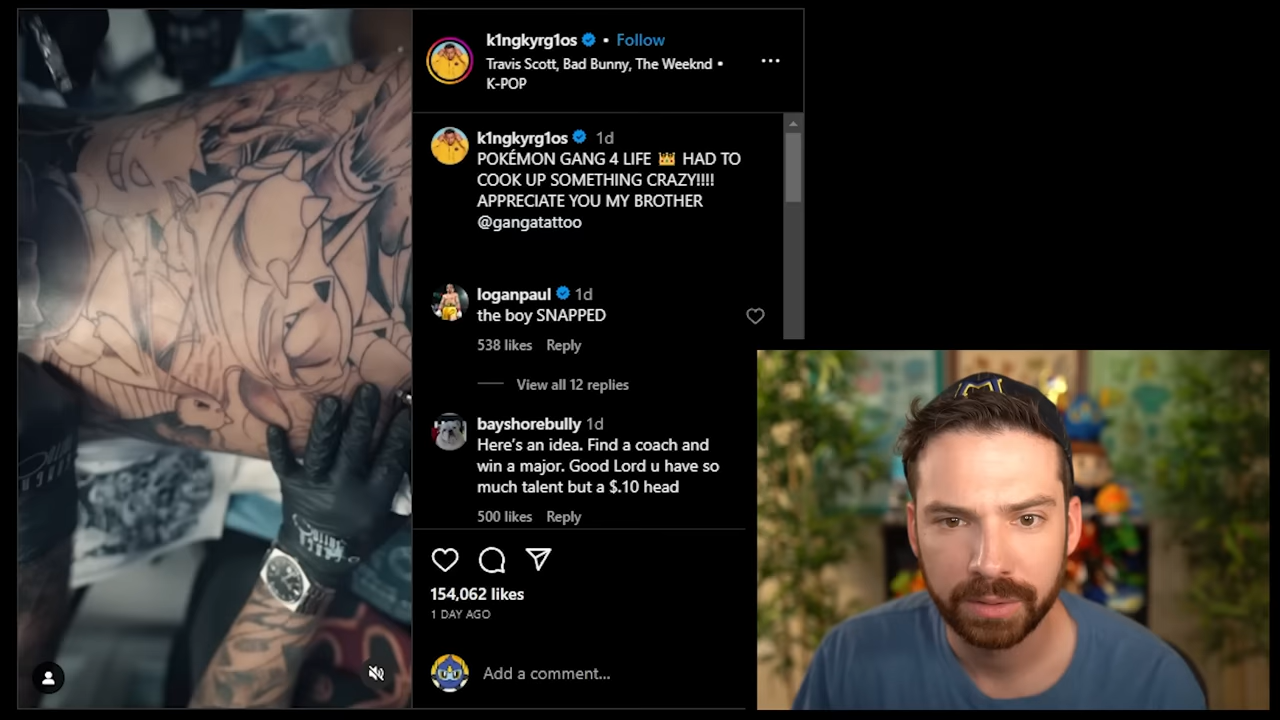 k1ngkyrg1os • Follow
Travis Scott, Bad Bunny, The Weeknd •
K-POP
k1ngkyrg1os 1d
POKÉMON GANG 4 LIFE 👑 HAD TO
COOK UP SOMETHING CRAZY!!!!
APPRECIATE YOU MY BROTHER
@gangatattoo
loganpaul 1d
the boy SNAPPED
538 likes Reply
View all 12 replies
bayshorebully 1d
Here's an idea. Find a coach and
win a major. Good Lord u have so
much talent but a $.10 head
500 likes Reply
154,062 likes
1 DAY AGO
Add a comment...